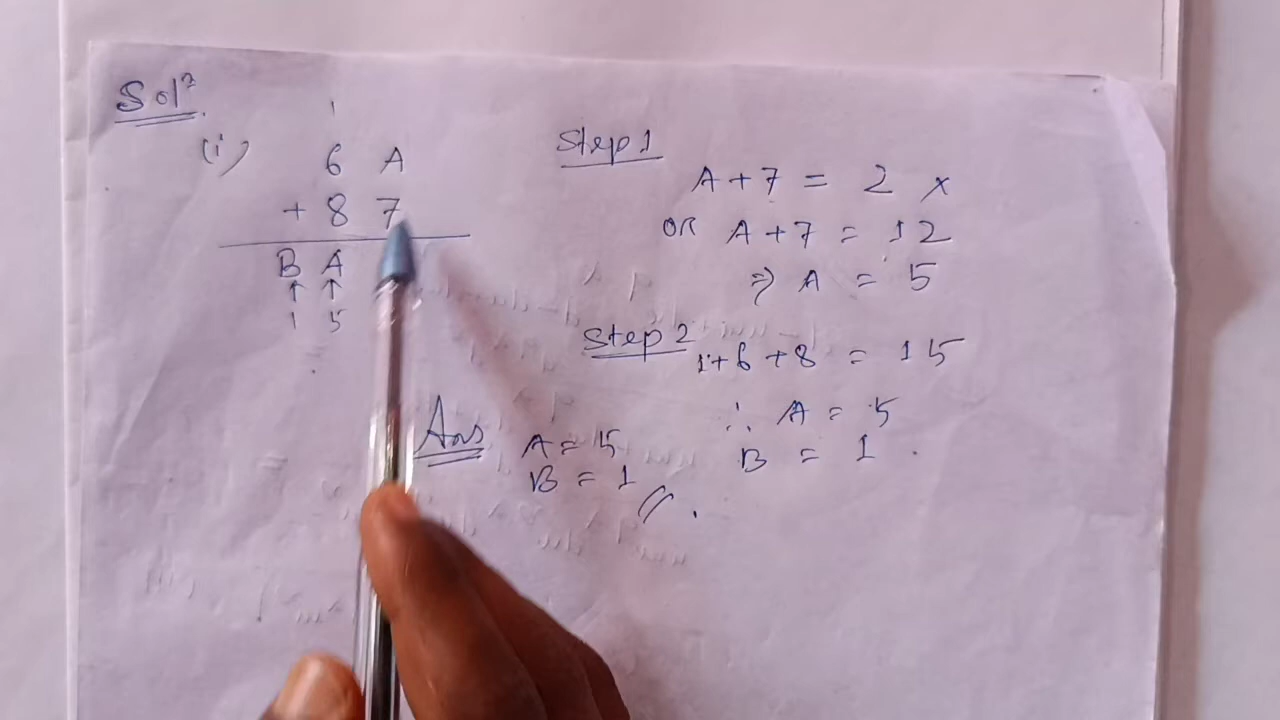 Solⁿ.
1
(i) 6 A
+ 8 7
B A
↑ ↑
1 5
Step 1
A + 7 = 2 ×
OR A + 7 = 12
⇒ A = 5
Step 2
1 + 6 + 8 = 15
∴ A = 5
B = 1.
Ans A = 5
B = 1 //.